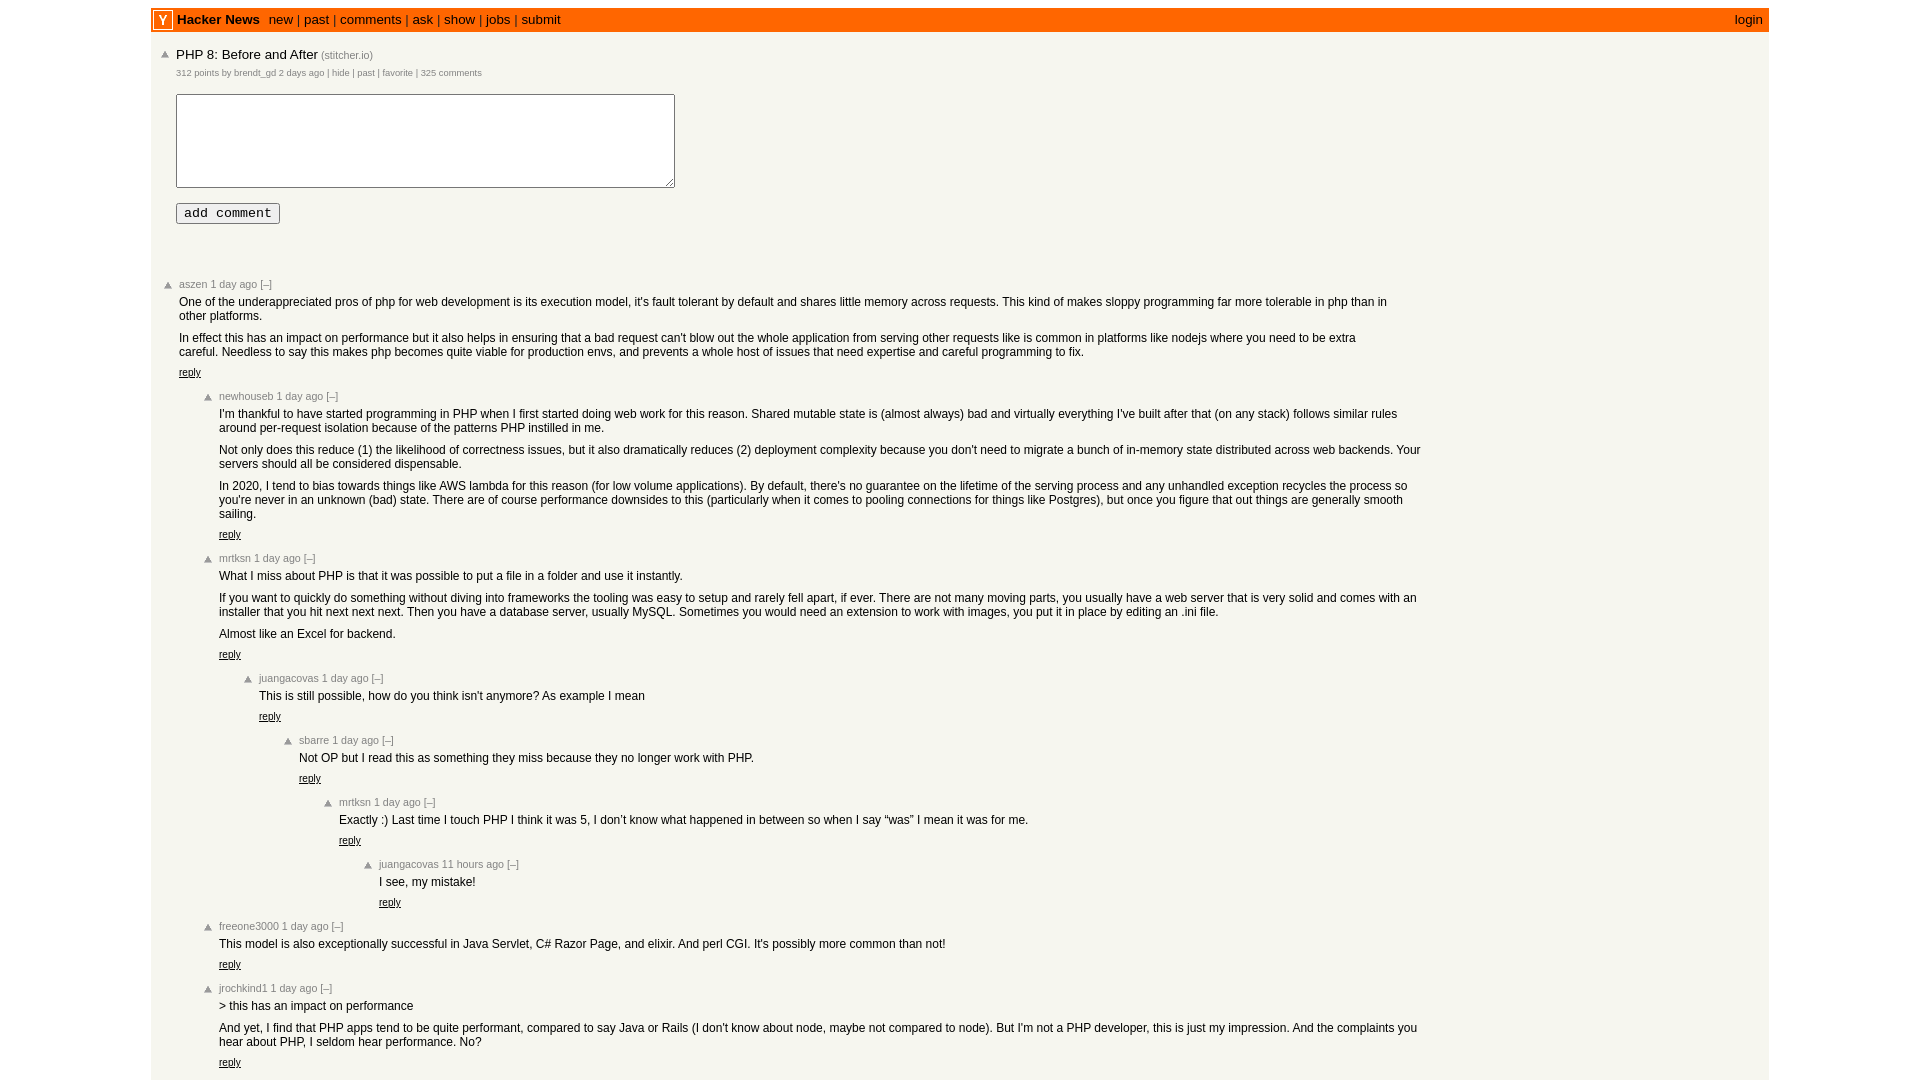 Y Hacker News new | past | comments | ask | show | jobs | submit login
PHP 8: Before and After (stitcher.io)
312 points by brendt_gd 2 days ago | hide | past | favorite | 325 comments
add comment
aszen 1 day ago [–]
One of the underappreciated pros of php for web development is its execution model, it's fault tolerant by default and shares little memory across requests. This kind of makes sloppy programming far more tolerable in php than in
other platforms.
In effect this has an impact on performance but it also helps in ensuring that a bad request can't blow out the whole application from serving other requests like is common in platforms like nodejs where you need to be extra
careful. Needless to say this makes php becomes quite viable for production envs, and prevents a whole host of issues that need expertise and careful programming to fix.
reply
newhouseb 1 day ago [–]
I'm thankful to have started programming in PHP when I first started doing web work for this reason. Shared mutable state is (almost always) bad and virtually everything I've built after that (on any stack) follows similar rules
around per-request isolation because of the patterns PHP instilled in me.
Not only does this reduce (1) the likelihood of correctness issues, but it also dramatically reduces (2) deployment complexity because you don't need to migrate a bunch of in-memory state distributed across web backends. Your
servers should all be considered dispensable.
In 2020, I tend to bias towards things like AWS lambda for this reason (for low volume applications). By default, there's no guarantee on the lifetime of the serving process and any unhandled exception recycles the process so
you're never in an unknown (bad) state. There are of course performance downsides to this (particularly when it comes to pooling connections for things like Postgres), but once you figure that out things are generally smooth
sailing.
reply
mrtksn 1 day ago [–]
What I miss about PHP is that it was possible to put a file in a folder and use it instantly.
If you want to quickly do something without diving into frameworks the tooling was easy to setup and rarely fell apart, if ever. There are not many moving parts, you usually have a web server that is very solid and comes with an
installer that you hit next next next. Then you have a database server, usually MySQL. Sometimes you would need an extension to work with images, you put it in place by editing an .ini file.
Almost like an Excel for backend.
reply
juangacovas 1 day ago [–]
This is still possible, how do you think isn't anymore? As example I mean
reply
sbarre 1 day ago [–]
Not OP but I read this as something they miss because they no longer work with PHP.
reply
mrtksn 1 day ago [–]
Exactly :) Last time I touch PHP I think it was 5, I don’t know what happened in between so when I say “was” I mean it was for me.
reply
juangacovas 11 hours ago [–]
I see, my mistake!
reply
freeone3000 1 day ago [–]
This model is also exceptionally successful in Java Servlet, C# Razor Page, and elixir. And perl CGI. It's possibly more common than not!
reply
jrochkind1 1 day ago [–]
> this has an impact on performance
And yet, I find that PHP apps tend to be quite performant, compared to say Java or Rails (I don't know about node, maybe not compared to node). But I'm not a PHP developer, this is just my impression. And the complaints you
hear about PHP, I seldom hear performance. No?
reply